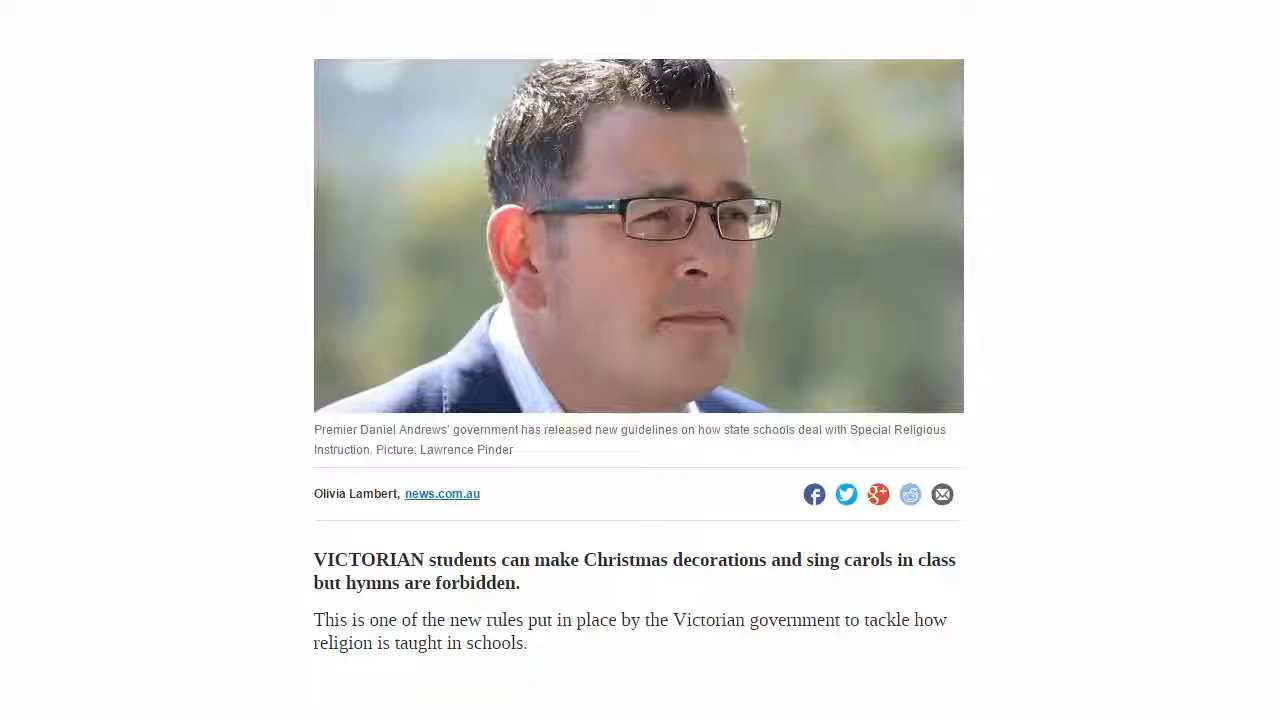 Premier Daniel Andrews’ government has released new guidelines on how state schools deal with Special Religious
Instruction. Picture: Lawrence Pinder
Olivia Lambert, news.com.au
VICTORIAN students can make Christmas decorations and sing carols in class
but hymns are forbidden.
This is one of the new rules put in place by the Victorian government to tackle how
religion is taught in schools.